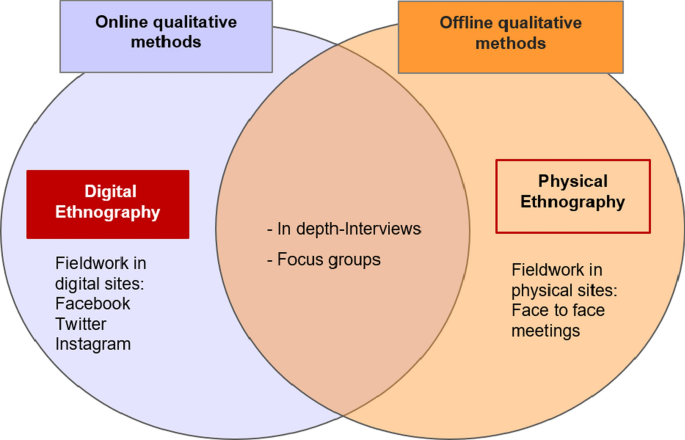 Online qualitative
methods
Offline qualitative
methods
Digital
Ethnography
Fieldwork in
digital sites:
Facebook
Twitter
Instagram
- In depth-Interviews
- Focus groups
Physical
Ethnography
Fieldwork in
physical sites:
Face to face
meetings